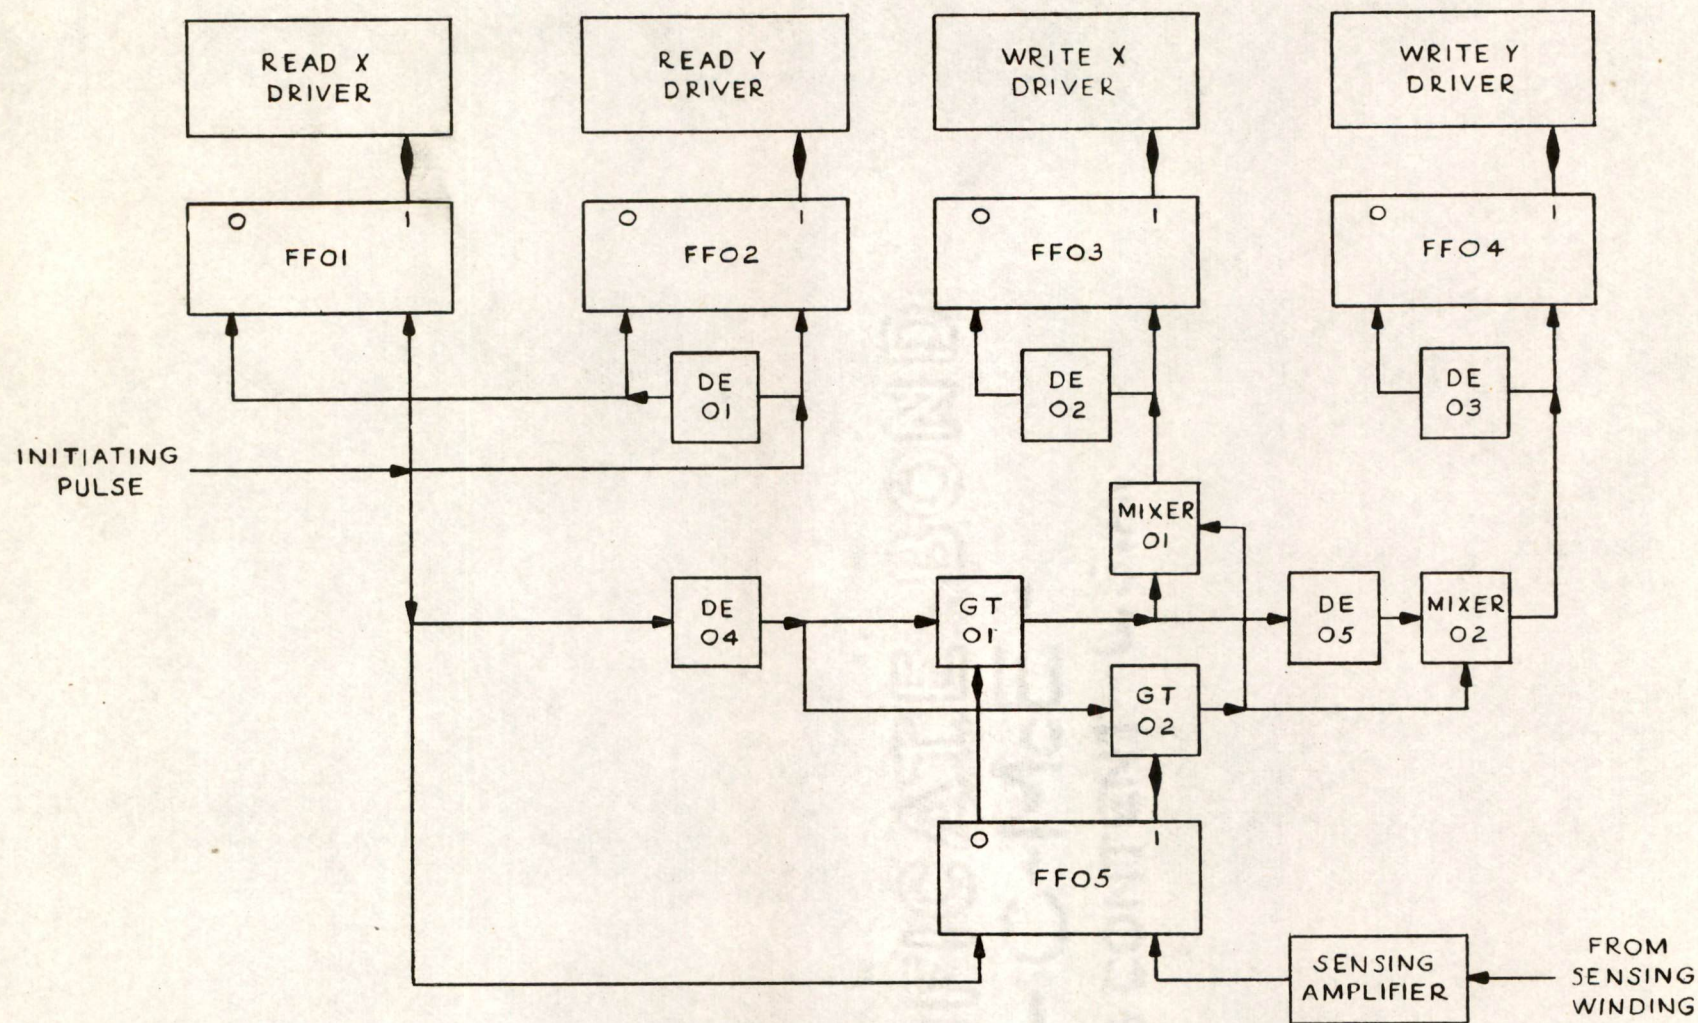 READ X
DRIVER
READ Y
DRIVER
WRITE X
DRIVER
WRITE Y
DRIVER
0 1
FF01
0 1
FF02
0 1
FF03
0 1
FF04
DE
01
DE
02
DE
03
INITIATING
PULSE
MIXER
01
DE
04
GT
01
DE
05
MIXER
02
GT
02
0 1
FF05
SENSING
AMPLIFIER
FROM
SENSING
WINDING